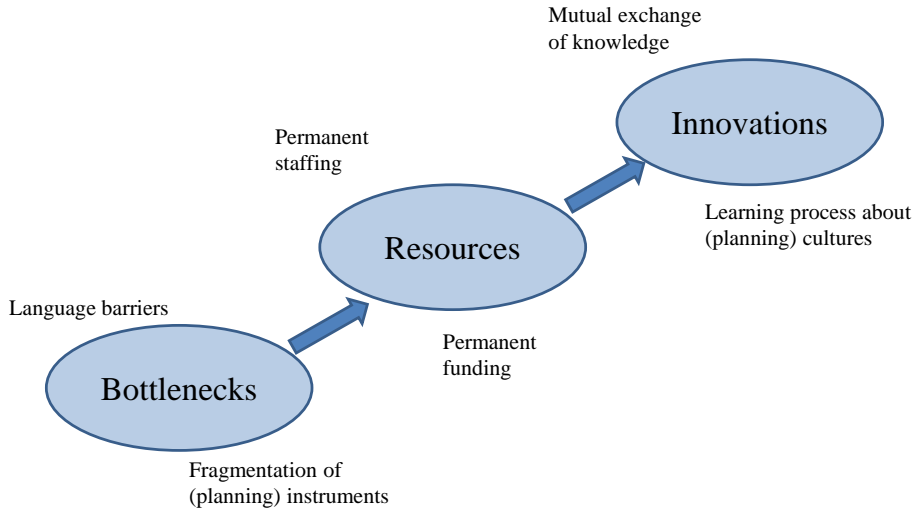 Mutual exchange
of knowledge
Innovations
Permanent
staffing
Learning process about
(planning) cultures
Resources
Language barriers
Permanent
funding
Bottlenecks
Fragmentation of
(planning) instruments